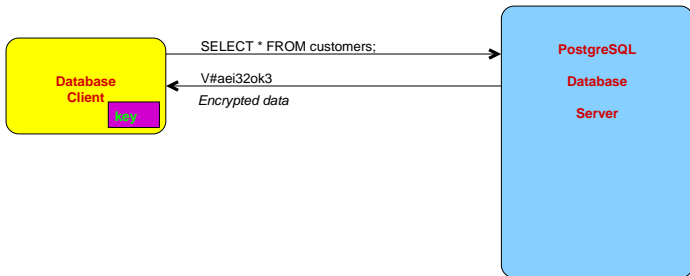 SELECT * FROM customers;
PostgreSQL
Database
Client
V#aei32ok3
Database
Encrypted data
key
Server